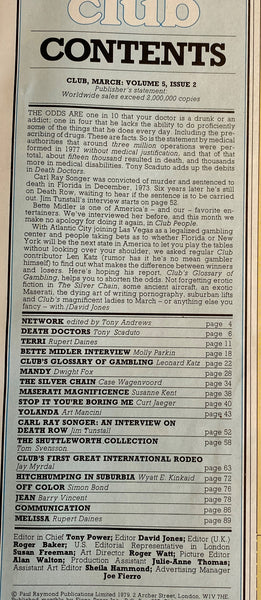 club
CONTENTS
CLUB, MARCH: VOLUME 5, ISSUE 2
Publisher's statement:
Worldwide sales exceed 2,000,000 copies
THE ODDS ARE one in 10 that your doctor is a drunk or an
addict, one in four that he lacks the ability to do proficiently
some of the things that he does every day. Including the pre-
scribing of drugs. These are facts. So is the statement by medical
authorities that around three million operations were per-
formed in 1977 without medical justification, and that of that
total, about fifteen thousand resulted in death, and thousands
more in medical disabilities. Tony Scaduto adds up the debits
in Death Doctors.
Carl Ray Songer was convicted of murder and sentenced to
death in Florida in December, 1973. Six years later he's still
on Death Row, waiting to hear if the sentence is to be carried
out. Jim Tunstall's interview starts on page 52.
Bette Midler is one of America's – and our – favorite en-
tertainers. We've interviewed her before, and this month we
make no apology for doing it again, in Club People.
With Atlantic City joining Las Vegas as a legalized gambling
center and people taking bets as to whether Florida or New
York will be the next state in America to let you play the tables
without looking over your shoulder, we asked regular Club
contributor Len Katz (rumor has it he's no mean gambler
himself) to find out what makes the difference between winners
and losers. Here's hoping his report, Club's Glossary of
Gambling, helps you to shorten the odds. Not forgetting erotic
fiction in The Silver Chain, some ancient aircraft, an exotic
Maserati, the dying art of writing pornography, suburban lifts
and Club's magnificent ladies to March – or anything else you
fancy – with /David Jones
NETWORK edited by Tony Andrews page 4
DEATH DOCTORS Tony Scaduto page 6
TERRI Rupert Daines page 11
BETTE MIDLER INTERVIEW Molly Parkin page 18
CLUB'S GLOSSARY OF GAMBLING Leonard Katz page 22
MANDY Dwight Fox page 28
THE SILVER CHAIN Case Wagenvoord page 34
MASERATI MAGNIFICENCE Susanne Kent page 38
STOP IT YOU'RE BORING ME Curt Jaeger page 40
YOLANDA Art Mancini page 43
CARL RAY SONGER: AN INTERVIEW ON
DEATH ROW Jim Tunstall page 52
THE SHUTTLEWORTH COLLECTION page 58
Tom Svensson
CLUB'S FIRST GREAT INTERNATIONAL RODEO
Jay Myrdal page 63
HITCHHUMPING IN SUBURBIA Wyatt E. Kinkaid page 72
OFF COLOR Simon Bond page 76
JEAN Barry Vincent page 78
COMMUNICATION page 86
MELISSA Rupert Daines page 89
Editor in Chief Tony Power; Editor David Jones; Editor (U.K.)
Roger Baker; U.S. Editorial Representative in London
Susan Freeman; Art Director Roger Watt; Picture Editor
Alan Walton; Production Assistant Julie-Anne Thomas;
Assistant Art Editor Sheila Hammond; Advertising Manager
Joe Fierro
© Paul Raymond Publications Limited 1979, 2 Archer Street, London, W1V 7HE.